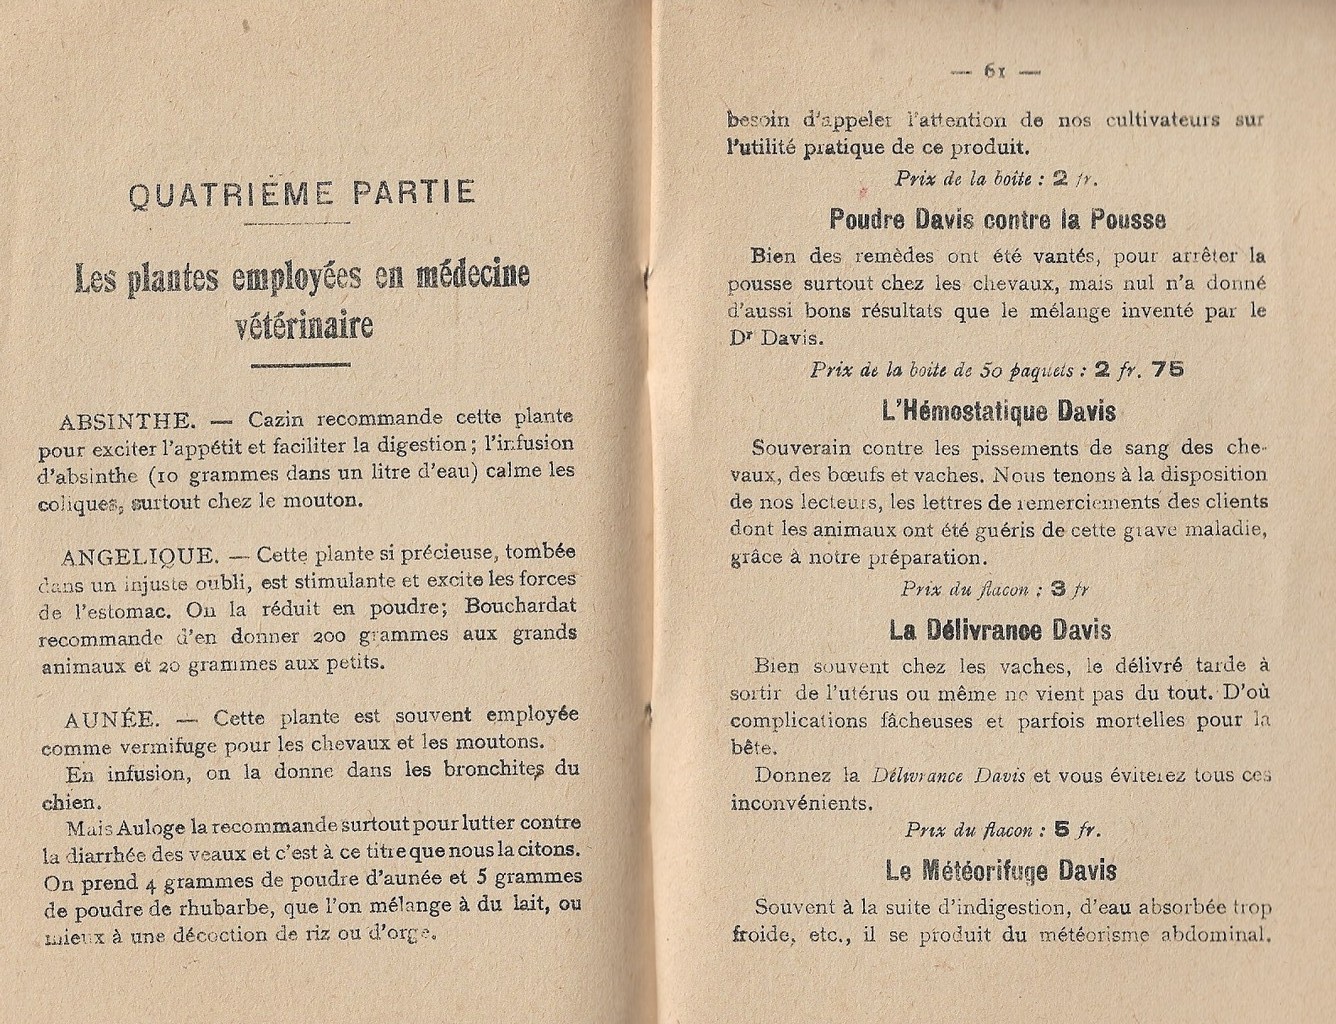 QUATRIÈME PARTIE
Les plantes employées en médecine
vétérinaire
ABSINTHE. — Cazin recommande cette plante
pour exciter l'appétit et faciliter la digestion ; l'infusion
d'absinthe (10 grammes dans un litre d'eau) calme les
coliques, surtout chez le mouton.
ANGELIQUE. — Cette plante si précieuse, tombée
dans un injuste oubli, est stimulante et excite les forces
de l'estomac. On la réduit en poudre ; Bouchardat
recommande d'en donner 200 grammes aux grands
animaux et 20 grammes aux petits.
AUNÉE. — Cette plante est souvent employée
comme vermifuge pour les chevaux et les moutons.
En infusion, on la donne dans les bronchites du
chien.
Mais Auloge la recommande surtout pour lutter contre
la diarrhée des veaux et c'est à ce titre que nous la citons.
On prend 4 grammes de poudre d'aunée et 5 grammes
de poudre de rhubarbe, que l'on mélange à du lait, ou
mieux à une décoction de riz ou d'orge.
— 61 —
besoin d'appeler l'attention de nos cultivateurs sur
l'utilité pratique de ce produit.
Prix de la boîte : 2 fr.
Poudre Davis contre la Pousse
Bien des remèdes ont été vantés, pour arrêter la
pousse surtout chez les chevaux, mais nul n'a donné
d'aussi bons résultats que le mélange inventé par le
Dr Davis.
Prix de la boîte de 50 paquets : 2 fr. 75
L'Hémostatique Davis
Souverain contre les pissements de sang des che-
vaux, des bœufs et vaches. Nous tenons à la disposition
de nos lecteurs, les lettres de remerciements des clients
dont les animaux ont été guéris de cette grave maladie,
grâce à notre préparation.
Prix du flacon : 3 fr
La Délivrance Davis
Bien souvent chez les vaches, le délivré tarde à
sortir de l'utérus ou même ne vient pas du tout. D'où
complications fâcheuses et parfois mortelles pour la
bête.
Donnez la Délivrance Davis et vous éviterez tous ces
inconvénients.
Prix du flacon : 5 fr.
Le Météorifuge Davis
Souvent à la suite d'indigestion, d'eau absorbée trop
froide, etc., il se produit du météorisme abdominal.